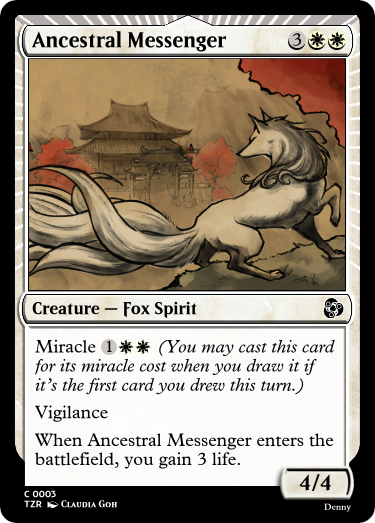 Ancestral Messenger 3
Creature — Fox Spirit
Miracle 1 (You may cast this card
for its miracle cost when you draw it if
it's the first card you drew this turn.)
Vigilance
When Ancestral Messenger enters the
battlefield, you gain 3 life.
4/4
C 0003
TZR Claudia Goh
Denny